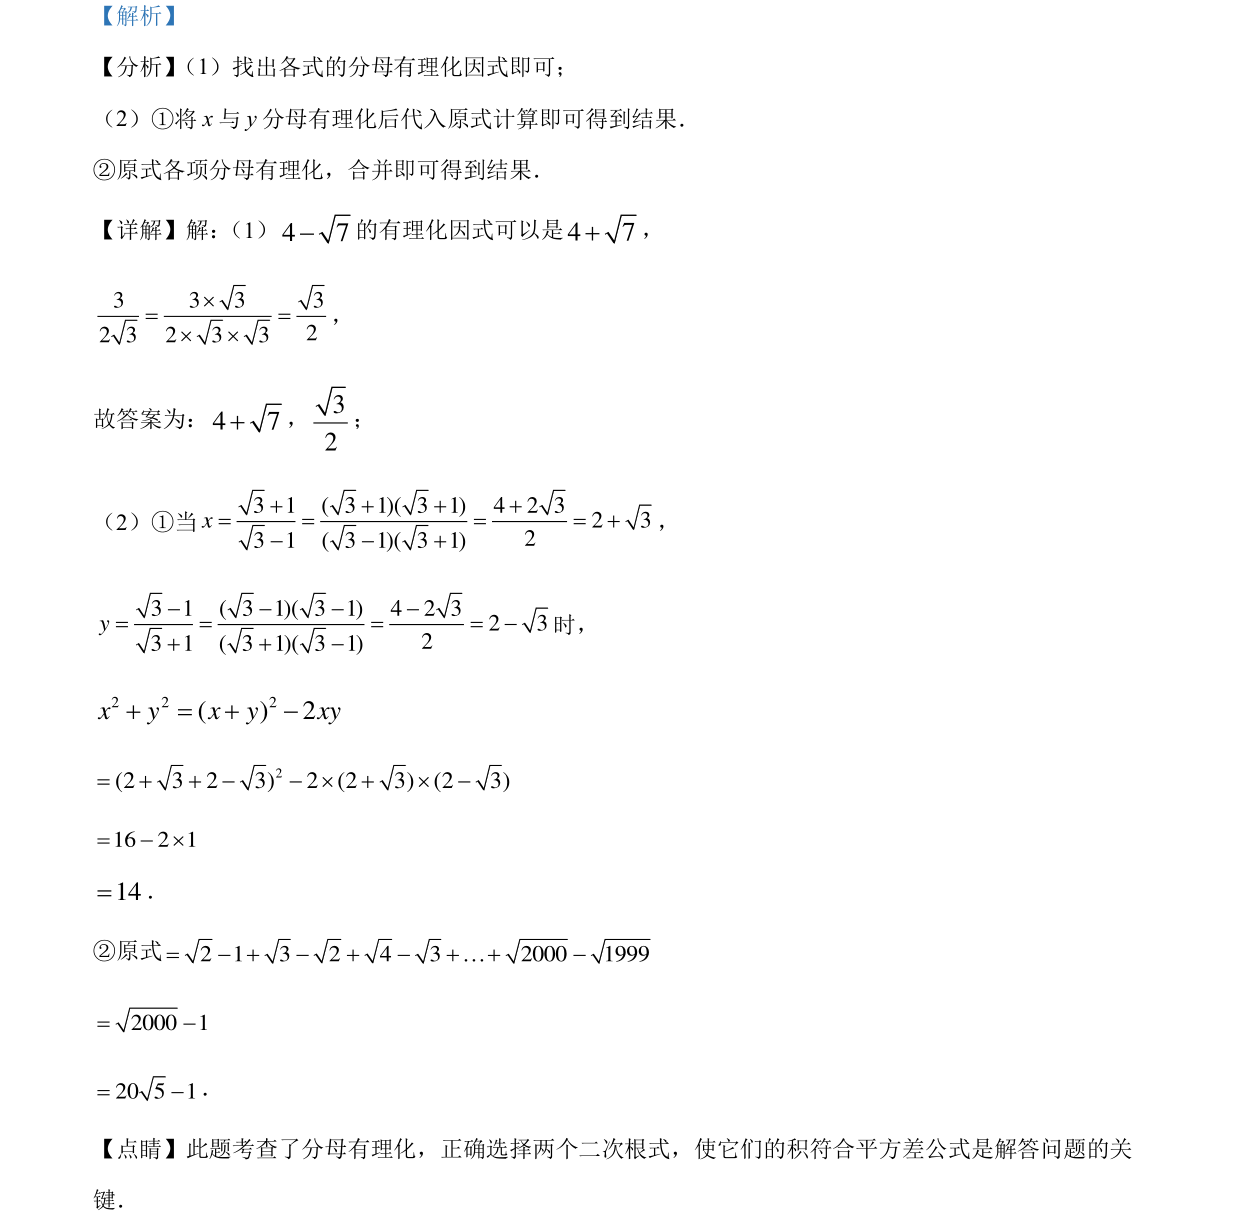 【解析】
【分析】（1）找出各式的分母有理化因式即可；
（2）①将 x 与 y 分母有理化后代入原式计算即可得到结果．
②原式各项分母有理化，合并即可得到结果．
【详解】解：（1） 4−√7 的有理化因式可以是 4+√7，
3/(2√3) = (3×√3)/(2×√3×√3) = √3/2，
故答案为：4+√7，√3/2；
（2）①当 x = (√3+1)/(√3−1) = ((√3+1)(√3+1))/((√3−1)(√3+1)) = (4+2√3)/2 = 2+√3，
y = (√3−1)/(√3+1) = ((√3−1)(√3−1))/((√3+1)(√3−1)) = (4−2√3)/2 = 2−√3 时，
x² + y² = (x+y)² − 2xy
= (2+√3+2−√3)² − 2×(2+√3)×(2−√3)
= 16−2×1
= 14．
②原式 = √2−1+√3−√2+√4−√3+…+√2000−√1999
= √2000−1
= 20√5−1．
【点睛】此题考查了分母有理化，正确选择两个二次根式，使它们的积符合平方差公式是解答问题的关
键．